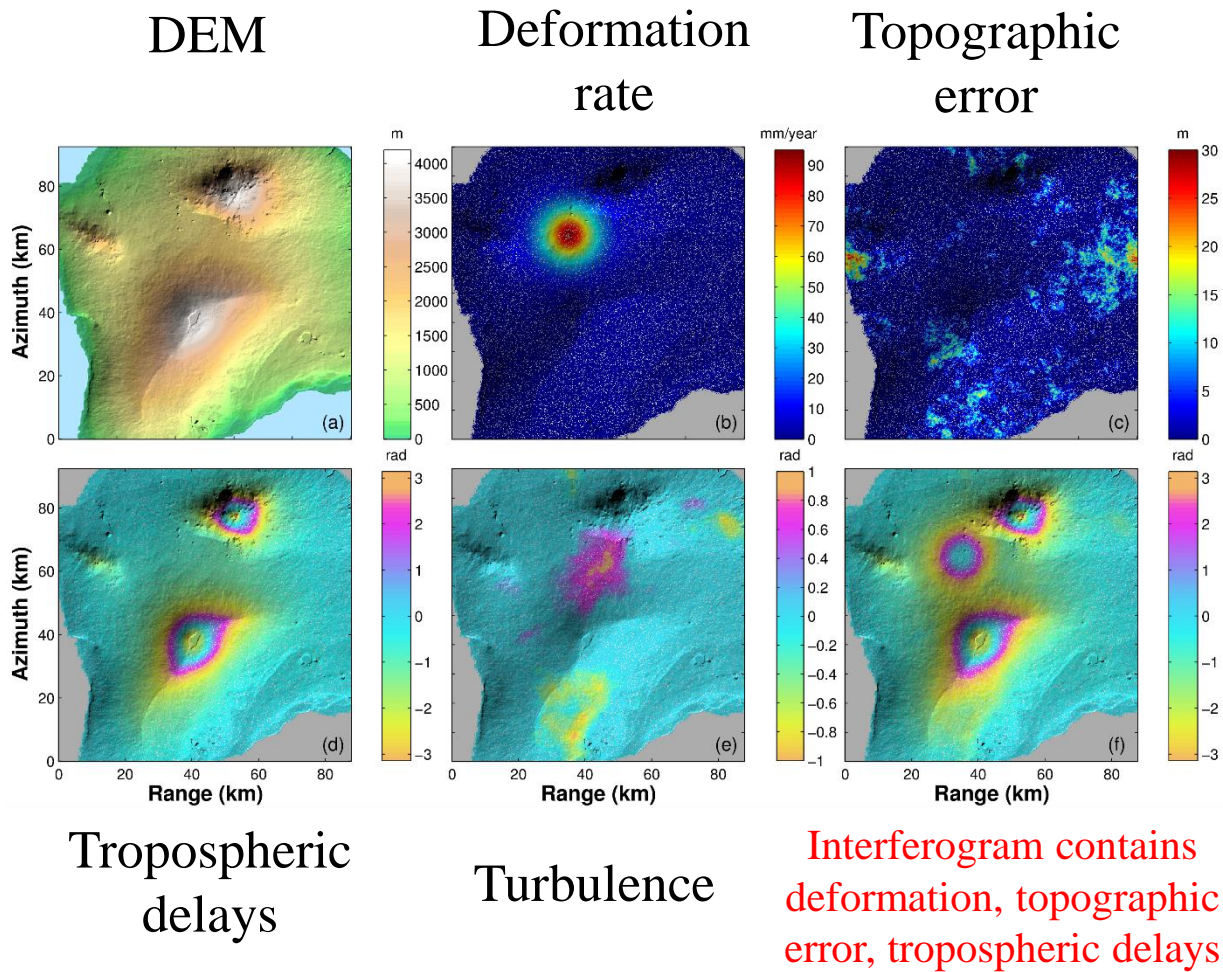 DEM
Deformation
rate
Topographic
error
m
mm/year
m
Azimuth (km)
80
60
40
20
0
4000
3500
3000
2500
2000
1500
1000
500
0
90
80
70
60
50
40
30
20
10
0
30
25
20
15
10
5
0
(a)
(b)
(c)
rad
rad
rad
Azimuth (km)
80
60
40
20
0
3
2
1
0
−1
−2
−3
1
0.8
0.6
0.4
0.2
0
−0.2
−0.4
−0.6
−0.8
−1
3
2
1
0
−1
−2
−3
(d)
(e)
(f)
0 20 40 60 80
0 20 40 60 80
0 20 40 60 80
Range (km)
Range (km)
Range (km)
Tropospheric
delays
Turbulence
Interferogram contains
deformation, topographic
error, tropospheric delays